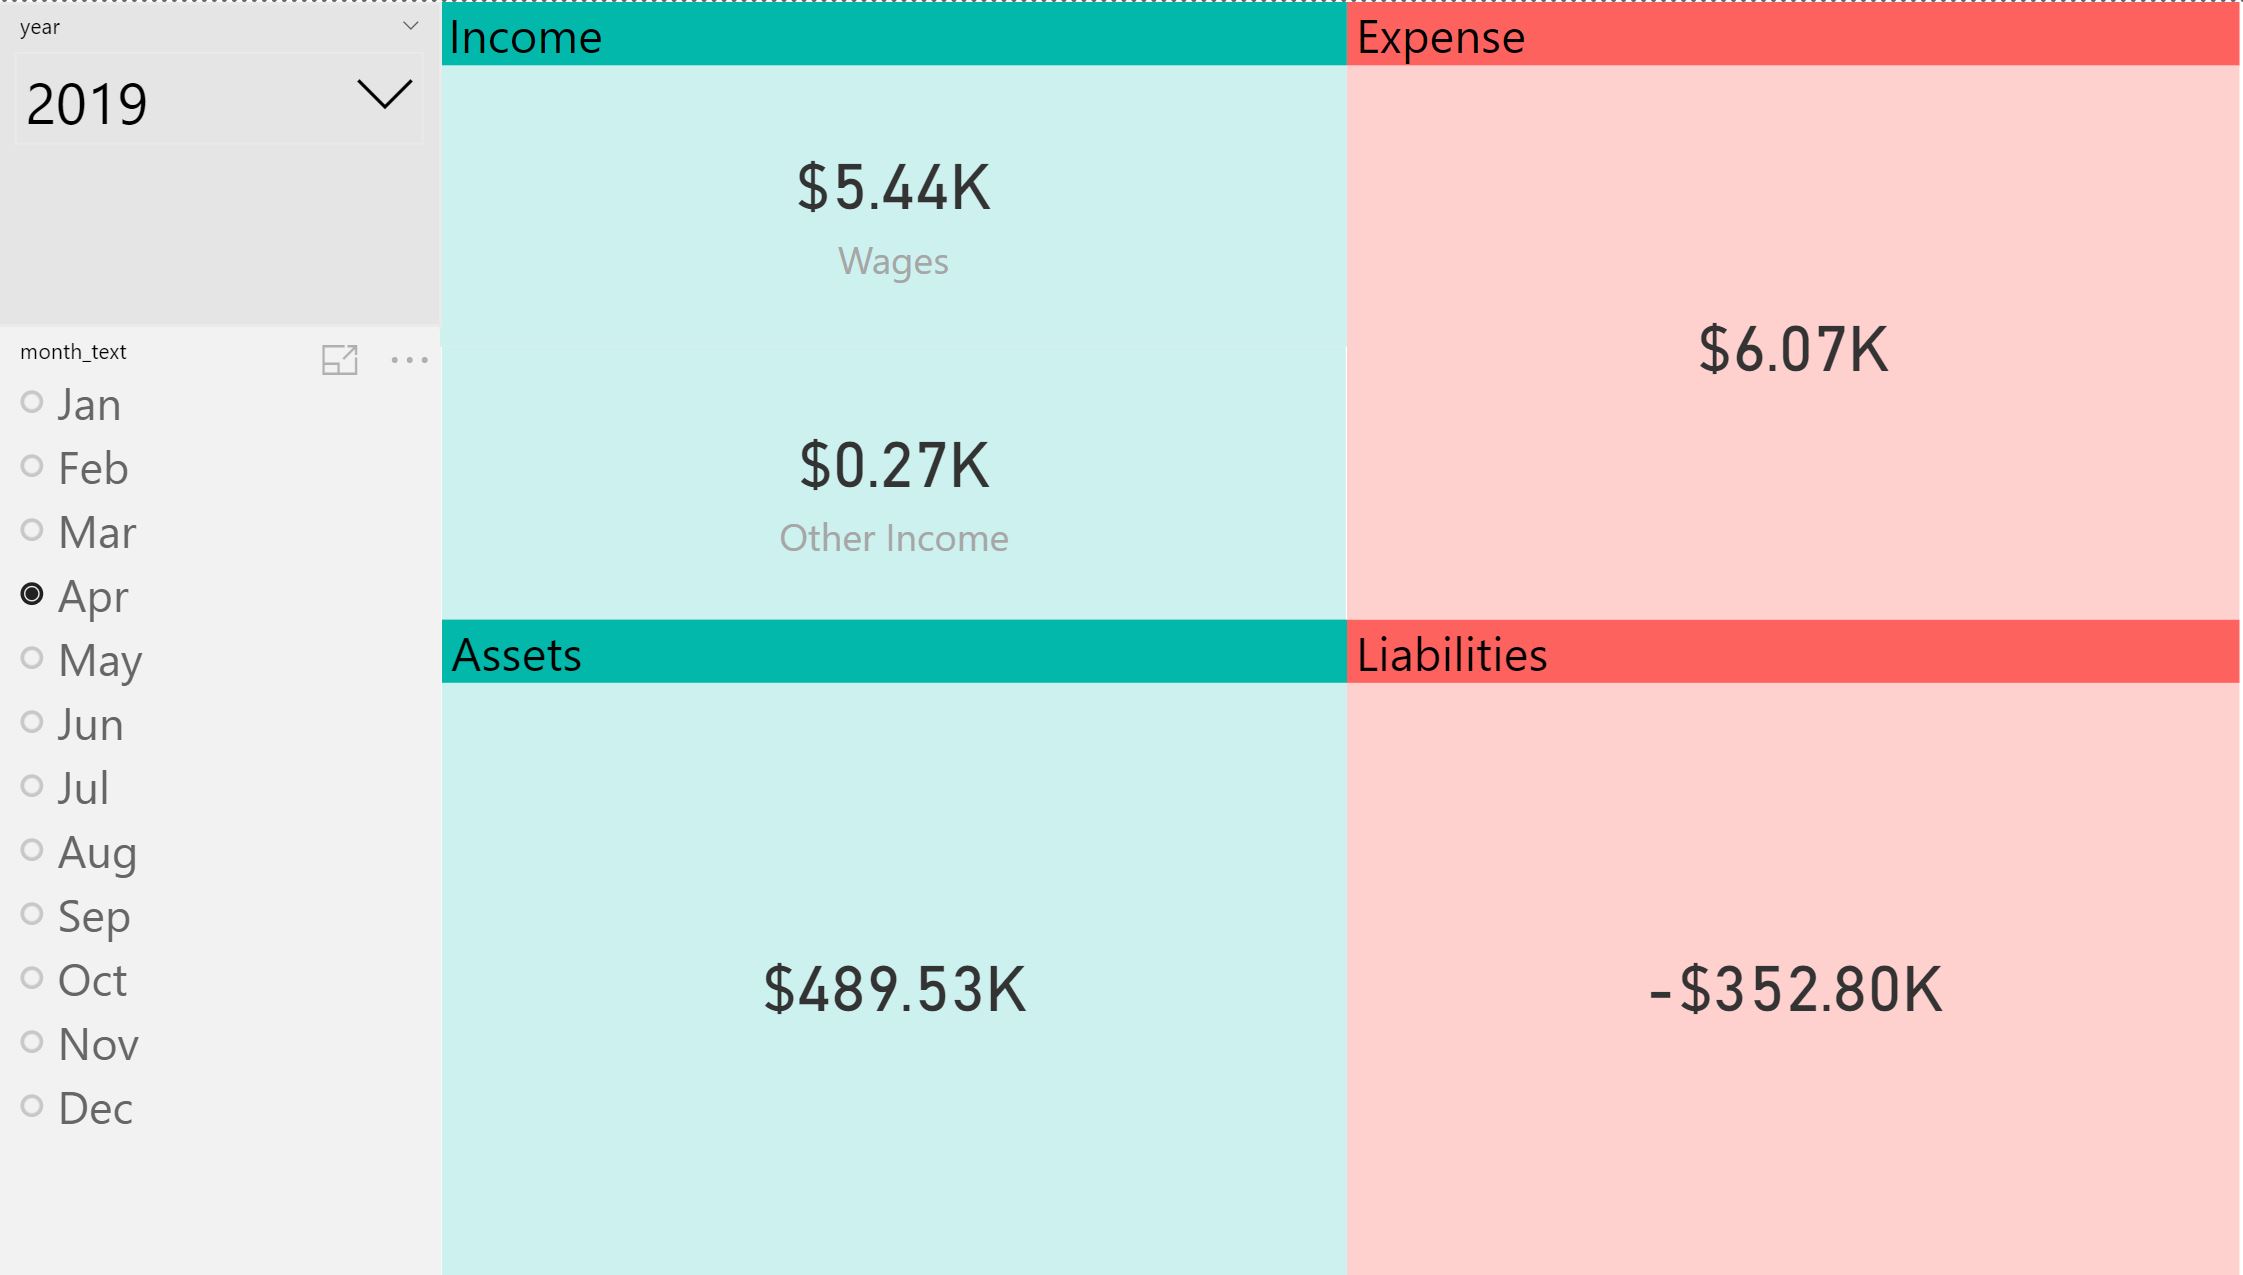 year
2019
month_text
Jan
Feb
Mar
Apr
May
Jun
Jul
Aug
Sep
Oct
Nov
Dec
Income
$5.44K
Wages
$0.27K
Other Income
Expense
$6.07K
Assets
$489.53K
Liabilities
-$352.80K